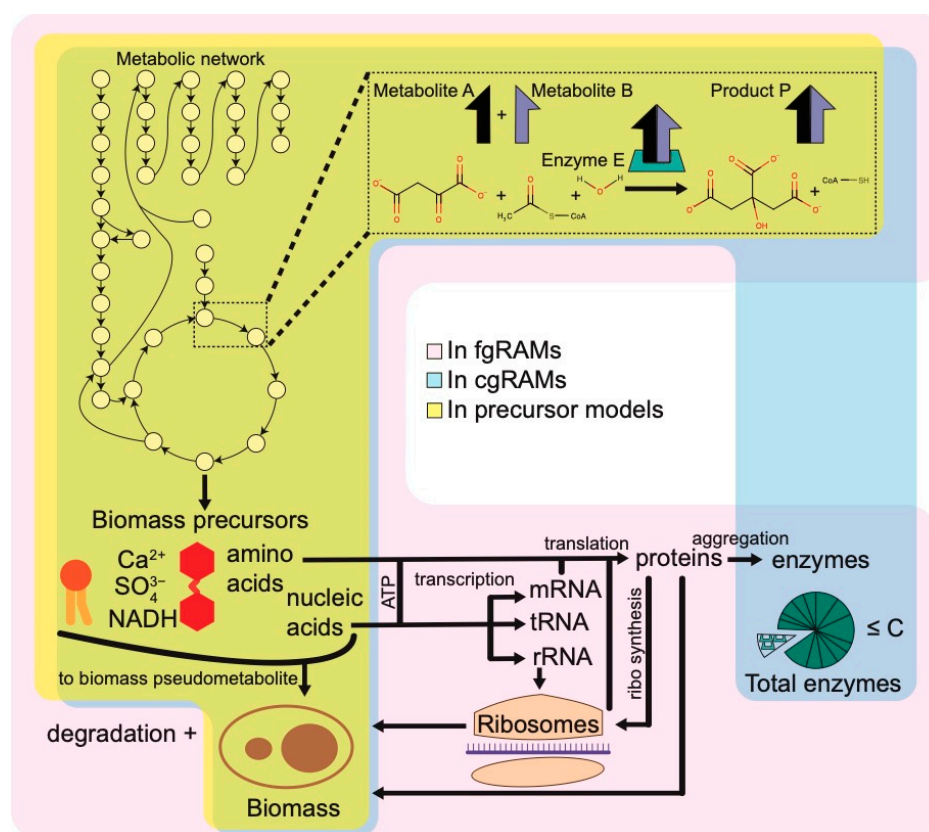 Metabolic network
Metabolite A
+
Metabolite B
Product P
Enzyme E
O
O⁻
⁻O
O
O
+
O
H₃C
S
CoA
+
H
H
O
O
O⁻
O
O⁻
O
⁻O
OH
+
CoA
SH
In fgRAMs
In cgRAMs
In precursor models
Biomass precursors
Ca²⁺
SO₄³⁻
NADH
amino
acids
nucleic
acids
ATP
transcription
translation
mRNA
tRNA
rRNA
proteins
aggregation
enzymes
ribo synthesis
≤ C
Total enzymes
to biomass pseudometabolite
degradation +
Ribosomes
Biomass